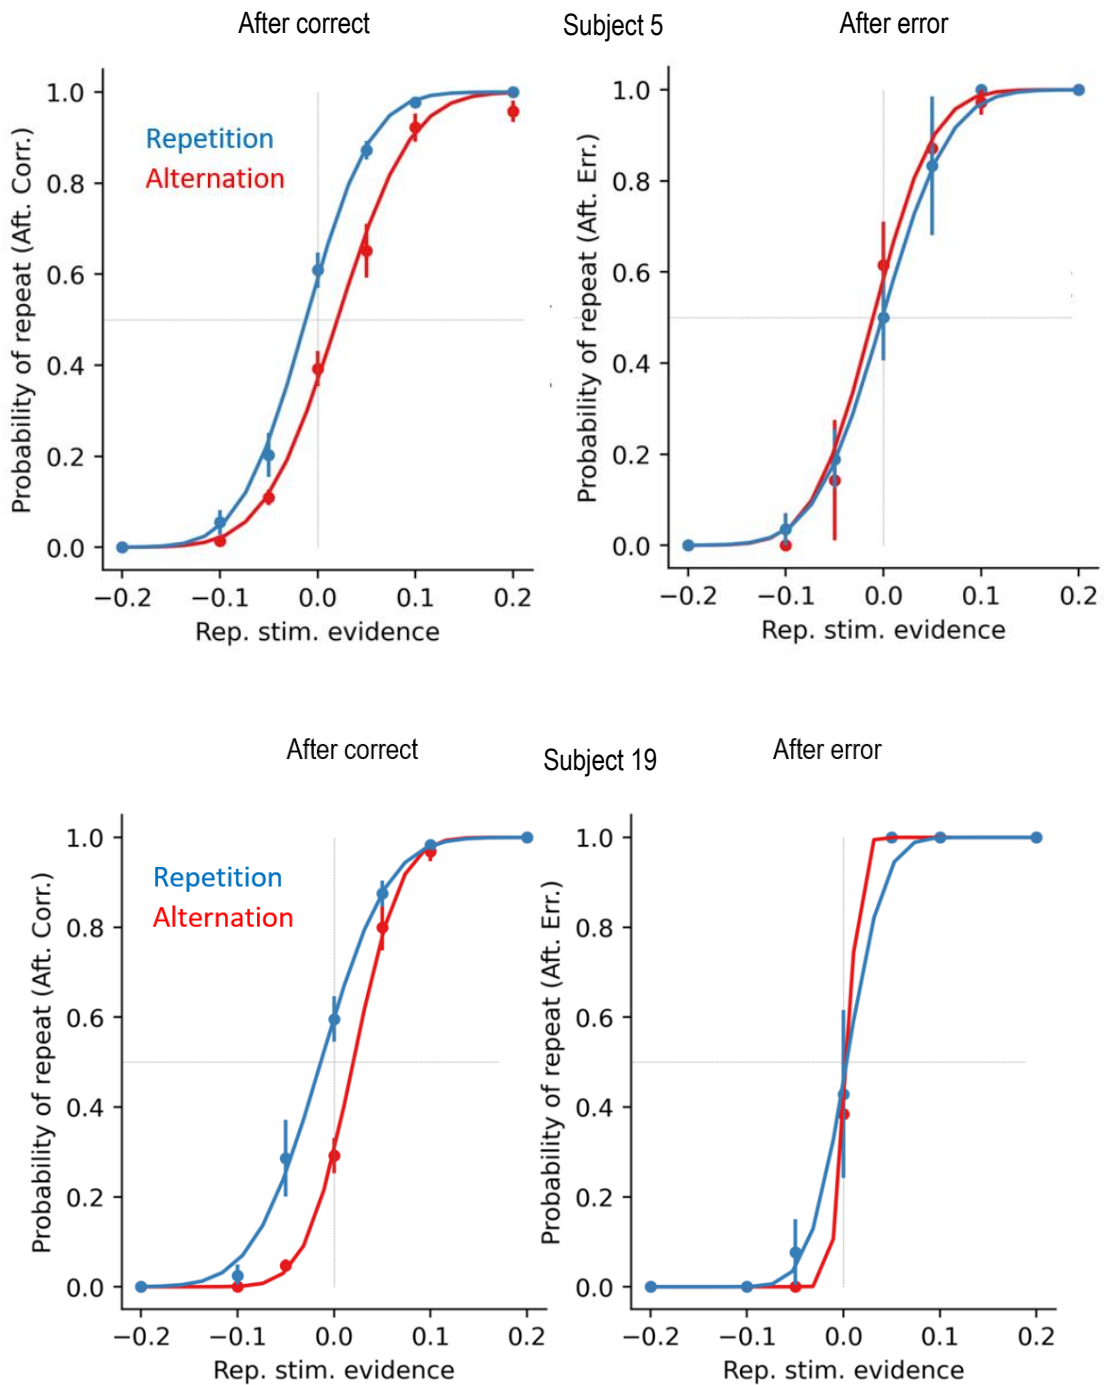 After correct
Subject 5
After error
Probability of repeat (Aft. Corr.)
1.0
0.8
0.6
0.4
0.2
0.0
Repetition
Alternation
−0.2 −0.1 0.0 0.1 0.2
Rep. stim. evidence
Probability of repeat (Aft. Err.)
1.0
0.8
0.6
0.4
0.2
0.0
−0.2 −0.1 0.0 0.1 0.2
Rep. stim. evidence
After correct
Subject 19
After error
Probability of repeat (Aft. Corr.)
1.0
0.8
0.6
0.4
0.2
0.0
Repetition
Alternation
−0.2 −0.1 0.0 0.1 0.2
Rep. stim. evidence
Probability of repeat (Aft. Err.)
1.0
0.8
0.6
0.4
0.2
0.0
−0.2 −0.1 0.0 0.1 0.2
Rep. stim. evidence